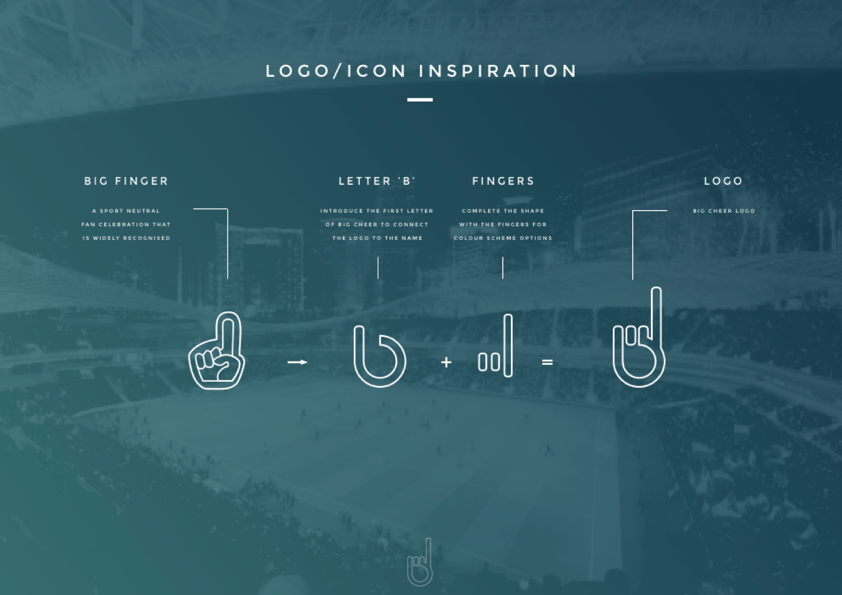 LOGO/ICON INSPIRATION
BIG FINGER
A SPORT NEUTRAL
FAN CELEBRATION THAT
IS WIDELY RECOGNISED
LETTER 'B'
INTRODUCE THE FIRST LETTER
OF BIG CHEER TO CONNECT
THE LOGO TO THE NAME
FINGERS
COMPLETE THE SHAPE
WITH THE FINGERS FOR
COLOUR SCHEME OPTIONS
LOGO
BIG CHEER LOGO